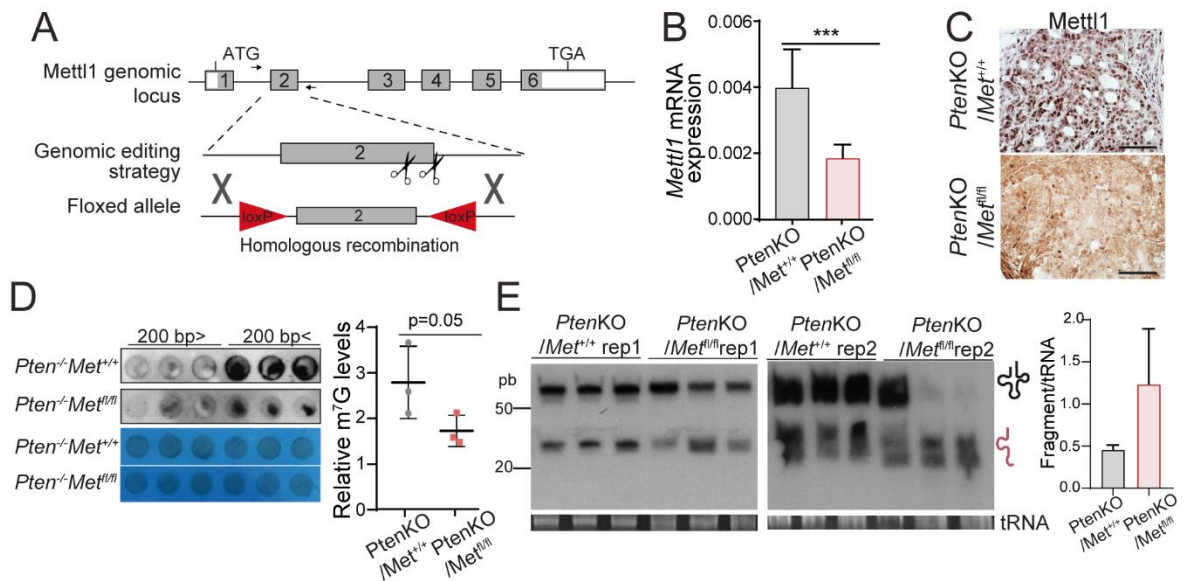 A
ATG
TGA
Mettl1 genomic
locus
1
2
3
4
5
6
Genomic editing
strategy
2
X
X
Floxed allele
loxP
2
loxP
Homologous recombination
B
0.006
0.004
0.002
0.000
Mettl1 mRNA
expression
***
PtenKO
/Met+/+
PtenKO
/Metfl/fl
C
Mettl1
PtenKO
/Met+/+
PtenKO
/Metfl/fl
D
200 bp>
200 bp<
Pten-/-Met+/+
Pten-/-Metfl/fl
Pten-/-Met+/+
Pten-/-Metfl/fl
Relative m7G levels
4
3
2
1
0
p=0.05
PtenKO
/Met+/+
PtenKO
/Metfl/fl
E
PtenKO
/Met+/+ rep1
PtenKO
/Metfl/fl rep1
PtenKO
/Met+/+ rep2
PtenKO
/Metfl/fl rep2
pb
50
20
tRNA
Fragment/tRNA
2.0
1.5
1.0
0.5
0.0
PtenKO
/Met+/+
PtenKO
/Metfl/fl